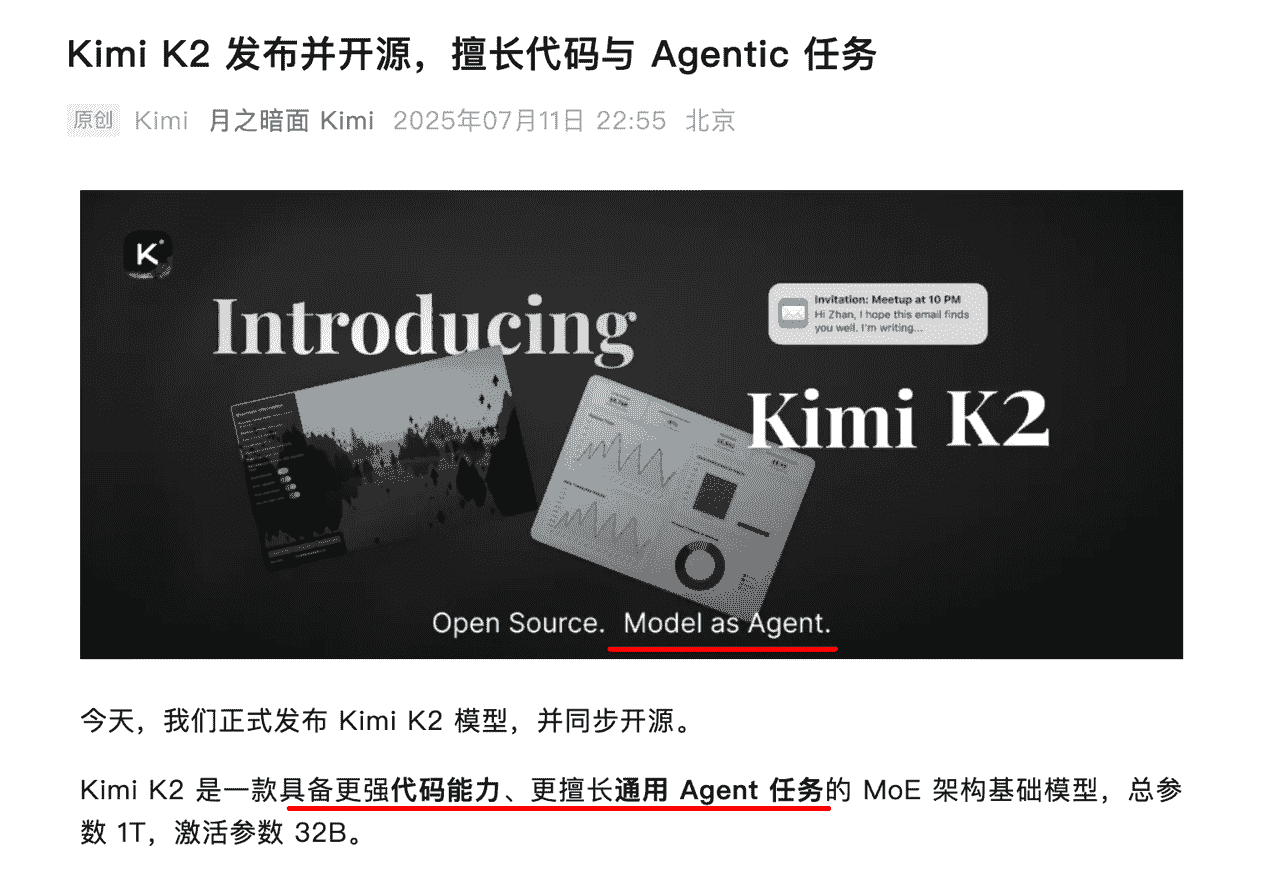 Kimi K2 发布并开源，擅长代码与 Agentic 任务
原创 Kimi 月之暗面 Kimi 2025年07月11日 22:55 北京
K
Introducing
Invitation: Meetup at 10 PM
Hi Zhan, I hope this email finds
you well. I'm writing...
Kimi K2
Open Source. Model as Agent.
今天，我们正式发布 Kimi K2 模型，并同步开源。
Kimi K2 是一款具备更强代码能力、更擅长通用 Agent 任务的 MoE 架构基础模型，总参
数 1T，激活参数 32B。